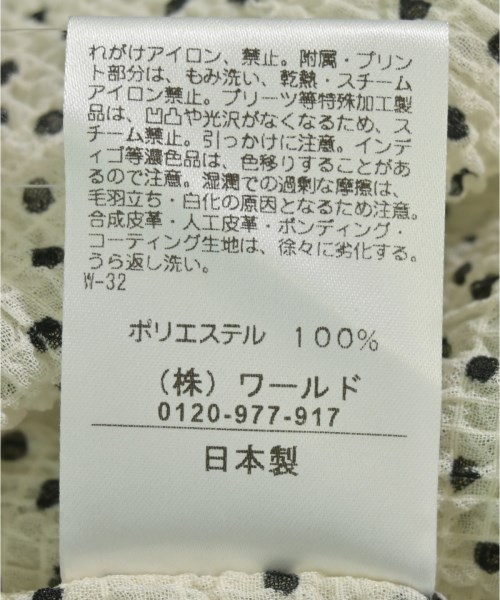 れがけアイロン、禁止。附属・プリン
ト部分は、もみ洗い、乾熱・スチーム
アイロン禁止。プリーツ等特殊加工製
品は、凹凸や光沢がなくなるため、ス
チーム禁止。引っかけに注意。インデ
ィゴ等濃色品は、色移りすることがあ
るので注意。湿潤での過剰な摩擦は、
毛羽立ち・白化の原因となるため注意。
合成皮革・人工皮革・ボンディング・
コーティング生地は、徐々に劣化する。
うら返し洗い。
W-32
ポリエステル 100%
(株) ワールド
0120-977-917
日本製